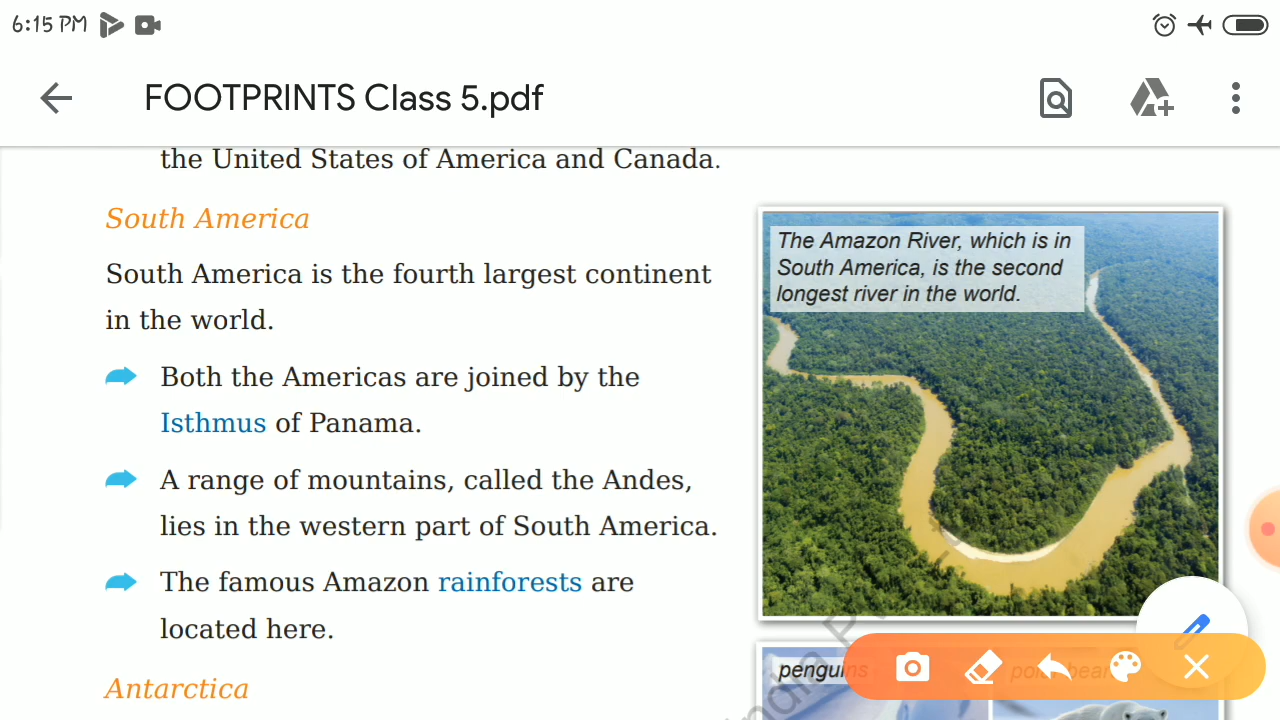 6:15 PM
FOOTPRINTS Class 5.pdf
the United States of America and Canada.
South America
South America is the fourth largest continent
in the world.
Both the Americas are joined by the
Isthmus of Panama.
A range of mountains, called the Andes,
lies in the western part of South America.
The famous Amazon rainforests are
located here.
Antarctica
The Amazon River, which is in
South America, is the second
longest river in the world.
penguins
polar bear